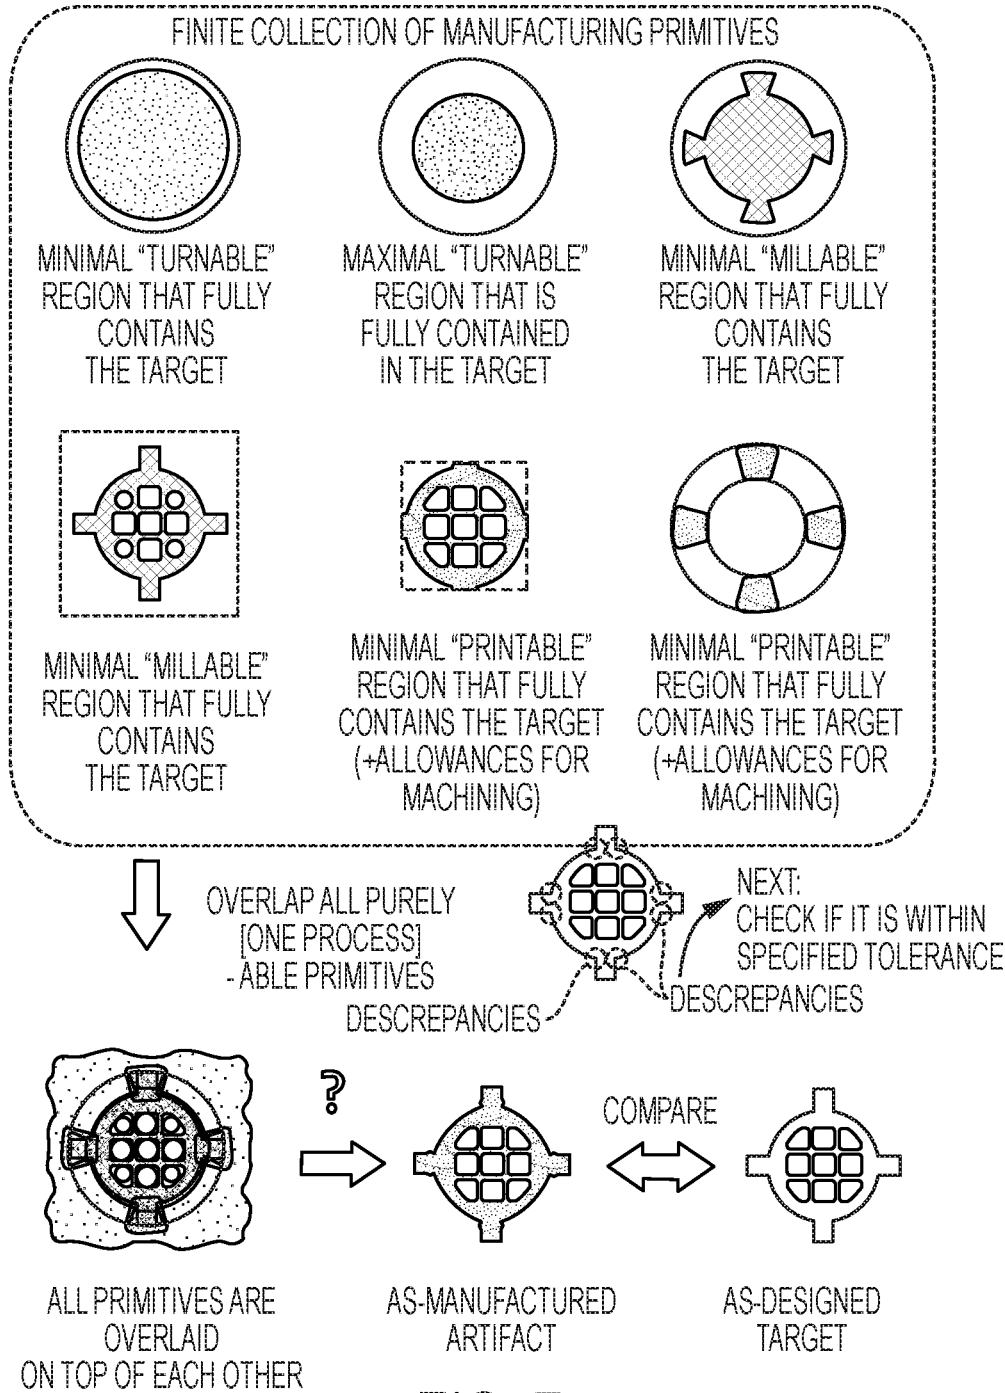 FINITE COLLECTION OF MANUFACTURING PRIMITIVES
MINIMAL “TURNABLE”
REGION THAT FULLY
CONTAINS
THE TARGET
MAXIMAL “TURNABLE”
REGION THAT IS
FULLY CONTAINED
IN THE TARGET
MINIMAL “MILLABLE”
REGION THAT FULLY
CONTAINS
THE TARGET
MINIMAL “MILLABLE”
REGION THAT FULLY
CONTAINS
THE TARGET
MINIMAL “PRINTABLE”
REGION THAT FULLY
CONTAINS THE TARGET
(+ALLOWANCES FOR
MACHINING)
MINIMAL “PRINTABLE”
REGION THAT FULLY
CONTAINS THE TARGET
(+ALLOWANCES FOR
MACHINING)
OVERLAP ALL PURELY
[ONE PROCESS]
- ABLE PRIMITIVES
NEXT:
CHECK IF IT IS WITHIN
SPECIFIED TOLERANCE
DESCREPANCIES
DESCREPANCIES
?
COMPARE
ALL PRIMITIVES ARE
OVERLAID
ON TOP OF EACH OTHER
AS-MANUFACTURED
ARTIFACT
AS-DESIGNED
TARGET